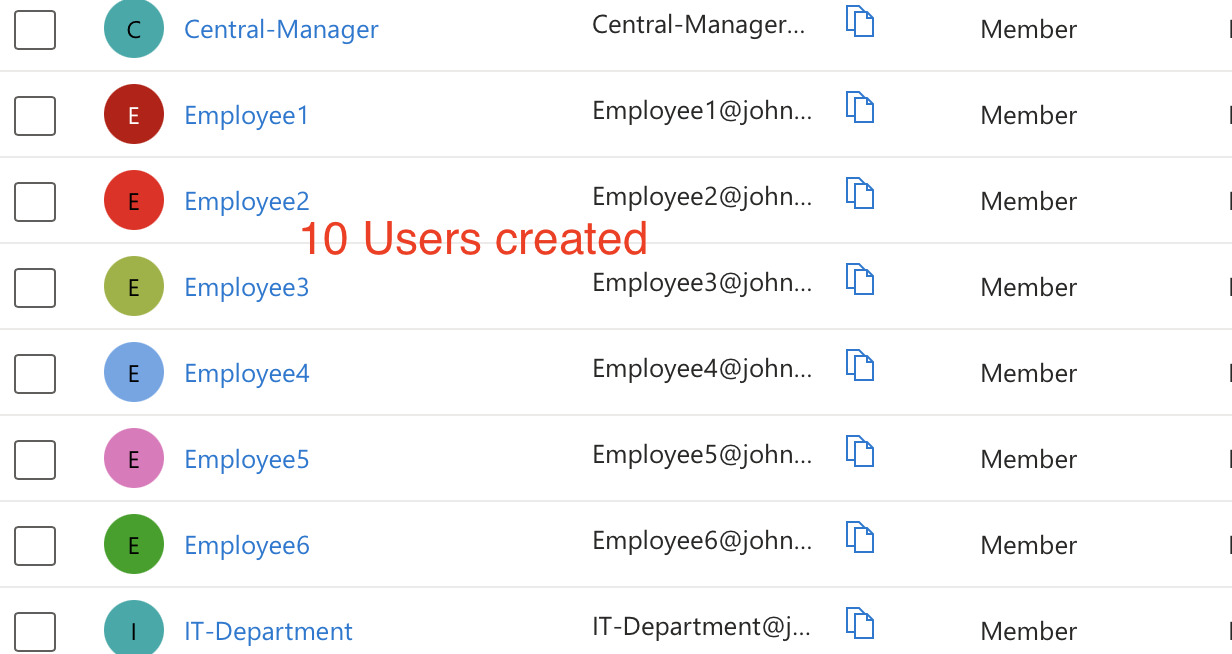 C Central-Manager Central-Manager... Member
E Employee1 Employee1@john... Member
E Employee2 Employee2@john... Member
10 Users created
E Employee3 Employee3@john... Member
E Employee4 Employee4@john... Member
E Employee5 Employee5@john... Member
E Employee6 Employee6@john... Member
I IT-Department IT-Department@j... Member